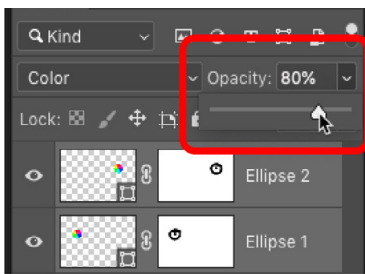 Kind
Color Opacity: 80%
Lock:
Ellipse 2
Ellipse 1